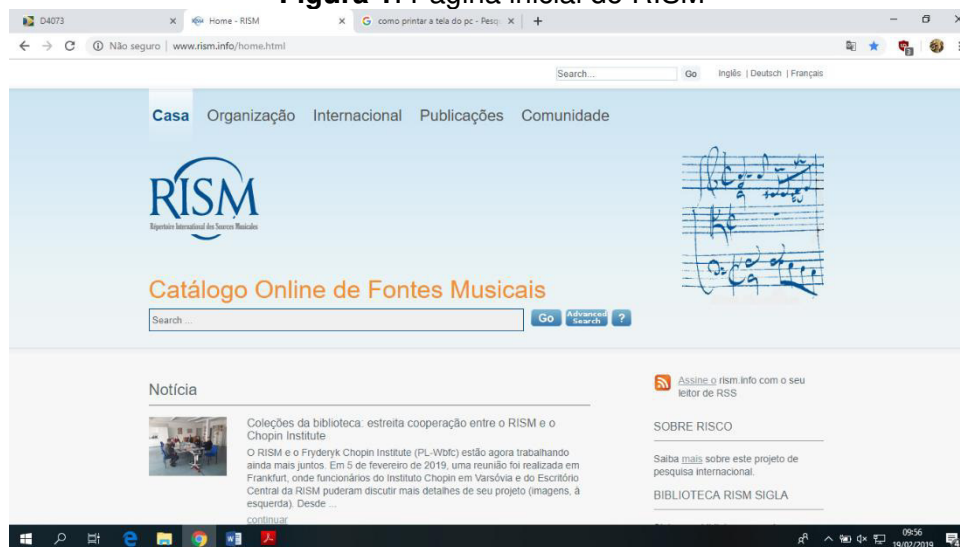 Figura 1. Página inicial do RISM
D4073
Home - RISM
como printar a tela do pc - Pesq
Não seguro | www.rism.info/home.html
Search... Go Inglês | Deutsch | Français
Casa Organização Internacional Publicações Comunidade
RISM
Répertoire International des Sources Musicales
Catálogo Online de Fontes Musicais
Search ... Go Advanced Search ?
Notícia
Coleções da biblioteca: estreita cooperação entre o RISM e o
Chopin Institute
O RISM e o Fryderyk Chopin Institute (PL-Wbfc) estão agora trabalhando
ainda mais juntos. Em 5 de fevereiro de 2019, uma reunião foi realizada em
Frankfurt, onde funcionários do Instituto Chopin em Varsóvia e do Escritório
Central da RISM puderam discutir mais detalhes de seu projeto (imagens, à
esquerda). Desde ...
continuar
Assine o rism.info com o seu
leitor de RSS
SOBRE RISCO
Saiba mais sobre este projeto de
pesquisa internacional.
BIBLIOTECA RISM SIGLA
09:56
19/02/2019